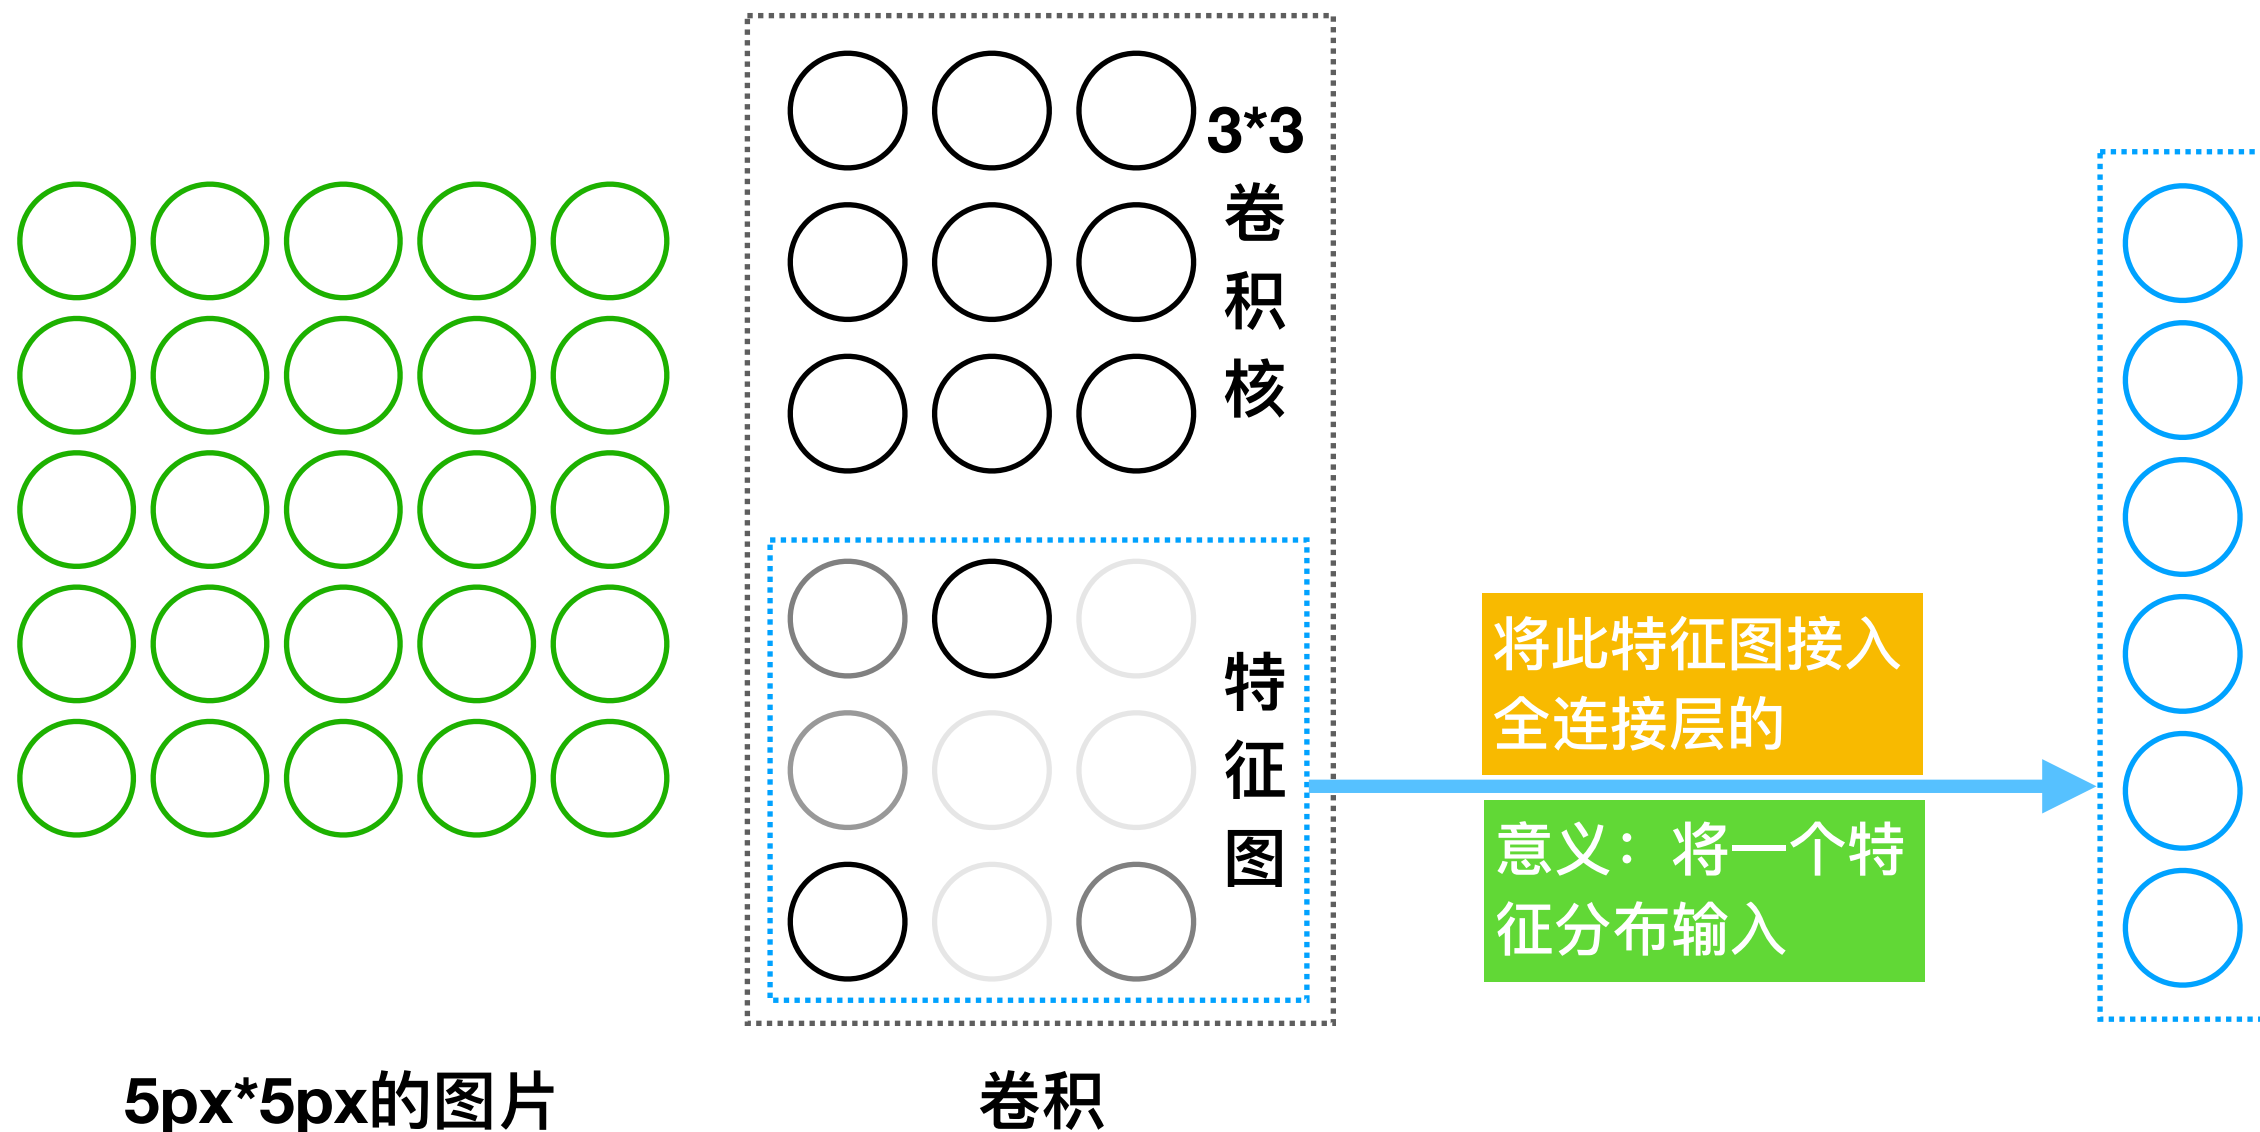 3*3
卷
积
核
特
征
图
将此特征图接入
全连接层的
意义：将一个特
征分布输入
5px*5px的图片
卷积